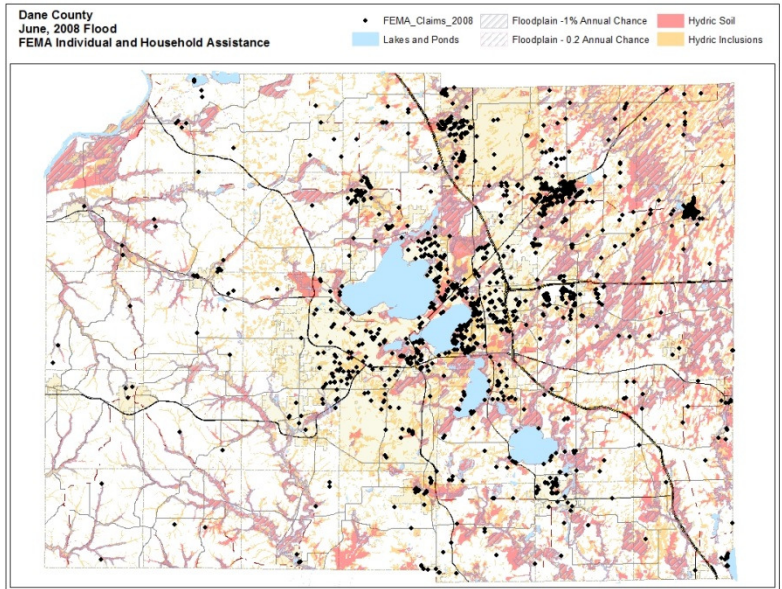 Dane County
June, 2008 Flood
FEMA Individual and Household Assistance
FEMA_Claims_2008
Lakes and Ponds
Floodplain -1% Annual Chance
Floodplain - 0.2 Annual Chance
Hydric Soil
Hydric Inclusions